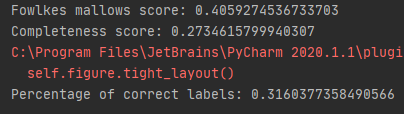 Fowlkes mallows score: 0.4059274536733703
Completeness score: 0.2734615799940307
C:\Program Files\JetBrains\PyCharm 2020.1.1\plugi
self.figure.tight_layout()
Percentage of correct labels: 0.3160377358490566